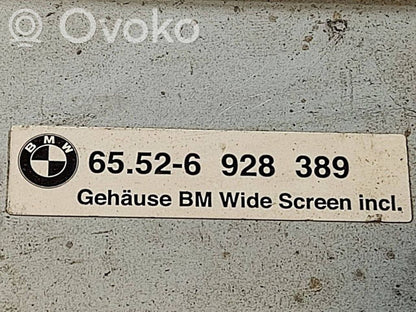 Ovoko
BMW
65.52-6 928 389
Gehäuse BM Wide Screen incl.